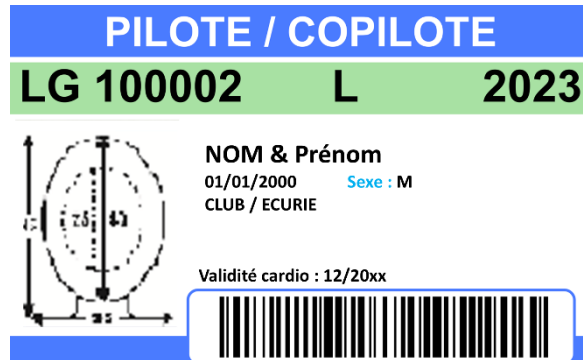 PILOTE / COPILOTE
LG 100002 L 2023
NOM & Prénom
01/01/2000 Sexe : M
CLUB / ECURIE
Validité cardio : 12/20xx